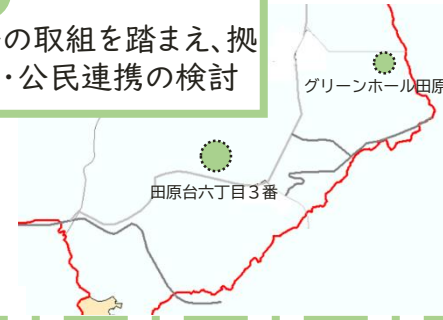 の取組を踏まえ、拠
・公民連携の検討
グリーンホール田原
田原台六丁目３番